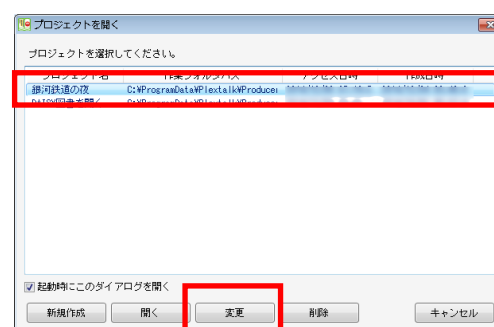 プロジェクトを開く
プロジェクトを選択してください。
プロジェクト名 作業フォルダパス アクセス日時 作成日時
銀河鉄道の夜 C:¥ProgramData¥Plextalk¥Producer
DAISY図書を開く C:¥ProgramData¥Plextalk¥Producer
起動時にこのダイアログを開く
新規作成 開く 変更 削除 キャンセル